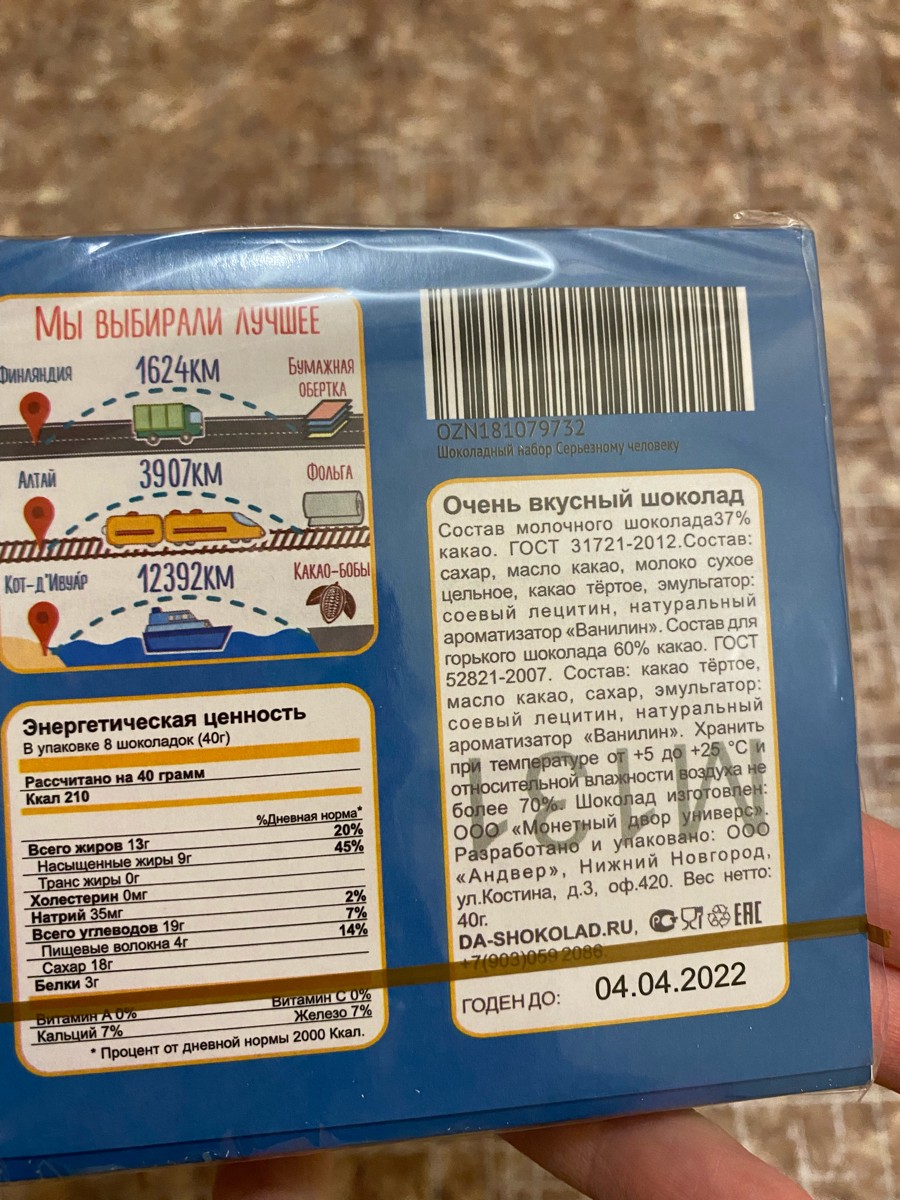 Мы выбирали лучшее
Финляндия
1624км
Бумажная
обертка
Алтай
3907км
Фольга
Кот-д"Ивуáр
12392км
Какао-бобы
Энергетическая ценность
В упаковке 8 шоколадок (40г)
Рассчитано на 40 грамм
Ккал 210
%Дневная норма*
Всего жиров 13г 20%
Насыщенные жиры 9г 45%
Транс жиры 0г
Холестерин 0мг
Натрий 35мг 2%
Всего углеводов 19г 7%
Пищевые волокна 4г 14%
Сахар 18г
Белки 3г
Витамин А 0% Витамин С 0%
Кальций 7% Железо 7%
* Процент от дневной нормы 2000 Ккал.
OZN181079732
Шоколадный набор Серьезному человеку
Очень вкусный шоколад
Состав молочного шоколада37%
какао. ГОСТ 31721-2012.Состав:
сахар, масло какао, молоко сухое
цельное, какао тёртое, эмульгатор:
соевый лецитин, натуральный
ароматизатор «Ванилин». Состав для
горького шоколада 60% какао. ГОСТ
52821-2007. Состав: какао тёртое,
масло какао, сахар, эмульгатор:
соевый лецитин, натуральный
ароматизатор «Ванилин». Хранить
при температуре от +5 до +25 °С и
относительной влажности воздуха не
более 70%. Шоколад изготовлен:
ООО «Монетный двор универс».
Разработано и упаковано: ООО
«Андвер», Нижний Новгород,
ул.Костина, д.3, оф.420. Вес нетто:
40г.
DA-SHOKOLAD.RU, РСТ EAC
+7(903)059 2086.
ГОДЕН ДО: 04.04.2022